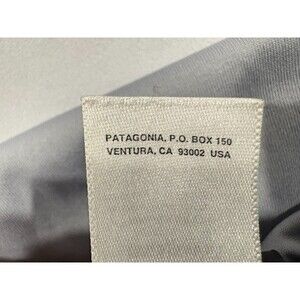 PATAGONIA, P.O. BOX 150
VENTURA, CA 93002 USA